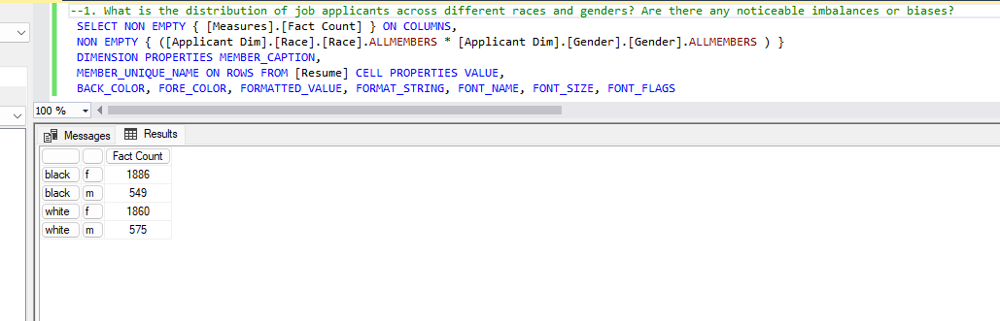 --1. What is the distribution of job applicants across different races and genders? Are there any noticeable imbalances or biases?
SELECT NON EMPTY { [Measures].[Fact Count] } ON COLUMNS,
NON EMPTY { ([Applicant Dim].[Race].[Race].ALLMEMBERS * [Applicant Dim].[Gender].[Gender].ALLMEMBERS ) }
DIMENSION PROPERTIES MEMBER_CAPTION,
MEMBER_UNIQUE_NAME ON ROWS FROM [Resume] CELL PROPERTIES VALUE,
BACK_COLOR, FORE_COLOR, FORMATTED_VALUE, FORMAT_STRING, FONT_NAME, FONT_SIZE, FONT_FLAGS
100 %
Messages Results
Fact Count
black f 1886
black m 549
white f 1860
white m 575